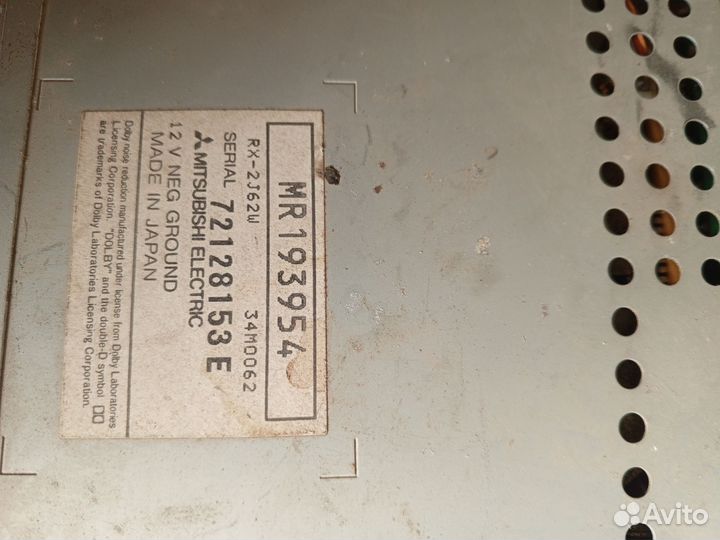 MR193954
RX-2J62W 34M0062
SERIAL 72128153 E
MITSUBISHI ELECTRIC
12 V NEG GROUND
MADE IN JAPAN
Dolby noise reduction manufactured under license from Dolby Laboratories
Licensing Corporation. "DOLBY" and the double-D symbol
are trademarks of Dolby Laboratories Licensing Corporation.
Avito